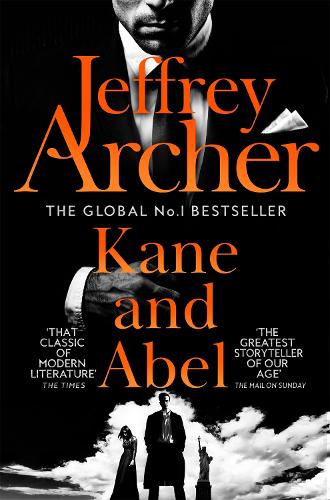 Jeffrey
Archer
THE GLOBAL No.1 BESTSELLER
Kane
and
Abel
'THAT
CLASSIC
OF
MODERN
LITERATURE'
THE TIMES
'THE
GREATEST
STORYTELLER
OF OUR
AGE'
THE MAIL ON SUNDAY